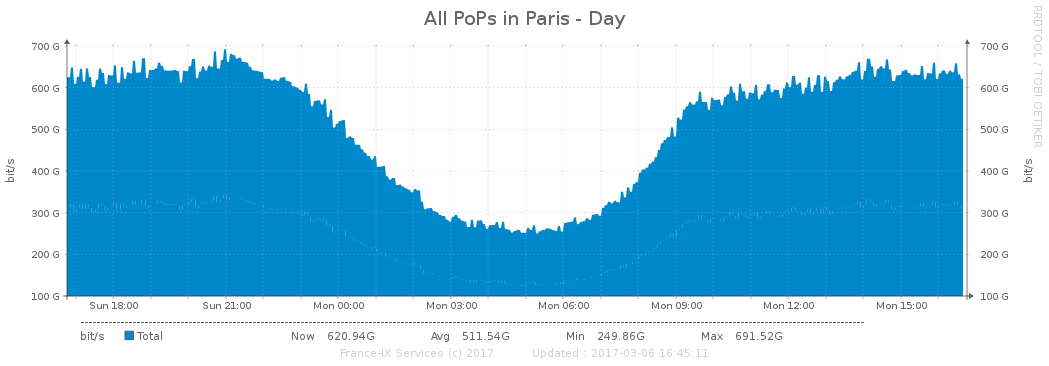 All PoPs in Paris - Day
RRDTOOL / TOBI OETIKER
bit/s
bit/s
700 G
700 G
600 G
600 G
500 G
500 G
400 G
400 G
300 G
300 G
200 G
200 G
100 G
100 G
Sun 18:00 Sun 21:00 Mon 00:00 Mon 03:00 Mon 06:00 Mon 09:00 Mon 12:00 Mon 15:00
bit/s Total Now 620.94G Avg 511.54G Min 249.86G Max 691.52G
France-IX Services (c) 2017 Updated : 2017-03-06 16:45:11